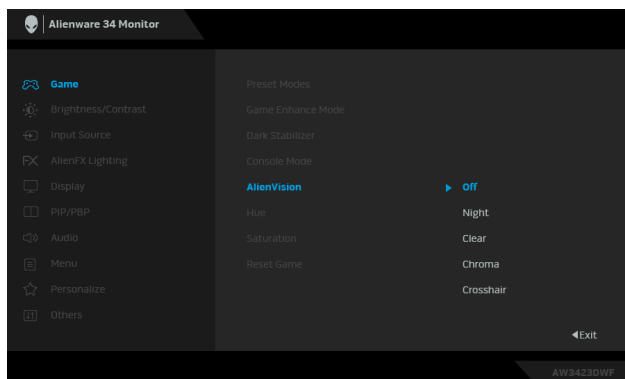 Alienware 34 Monitor
Game
Brightness/Contrast
Input Source
AlienFX Lighting
Display
PIP/PBP
Audio
Menu
Personalize
Others
Preset Modes
Game Enhance Mode
Dark Stabilizer
Console Mode
AlienVision
Hue
Saturation
Reset Game
Off
Night
Clear
Chroma
Crosshair
Exit
AW3423DWF